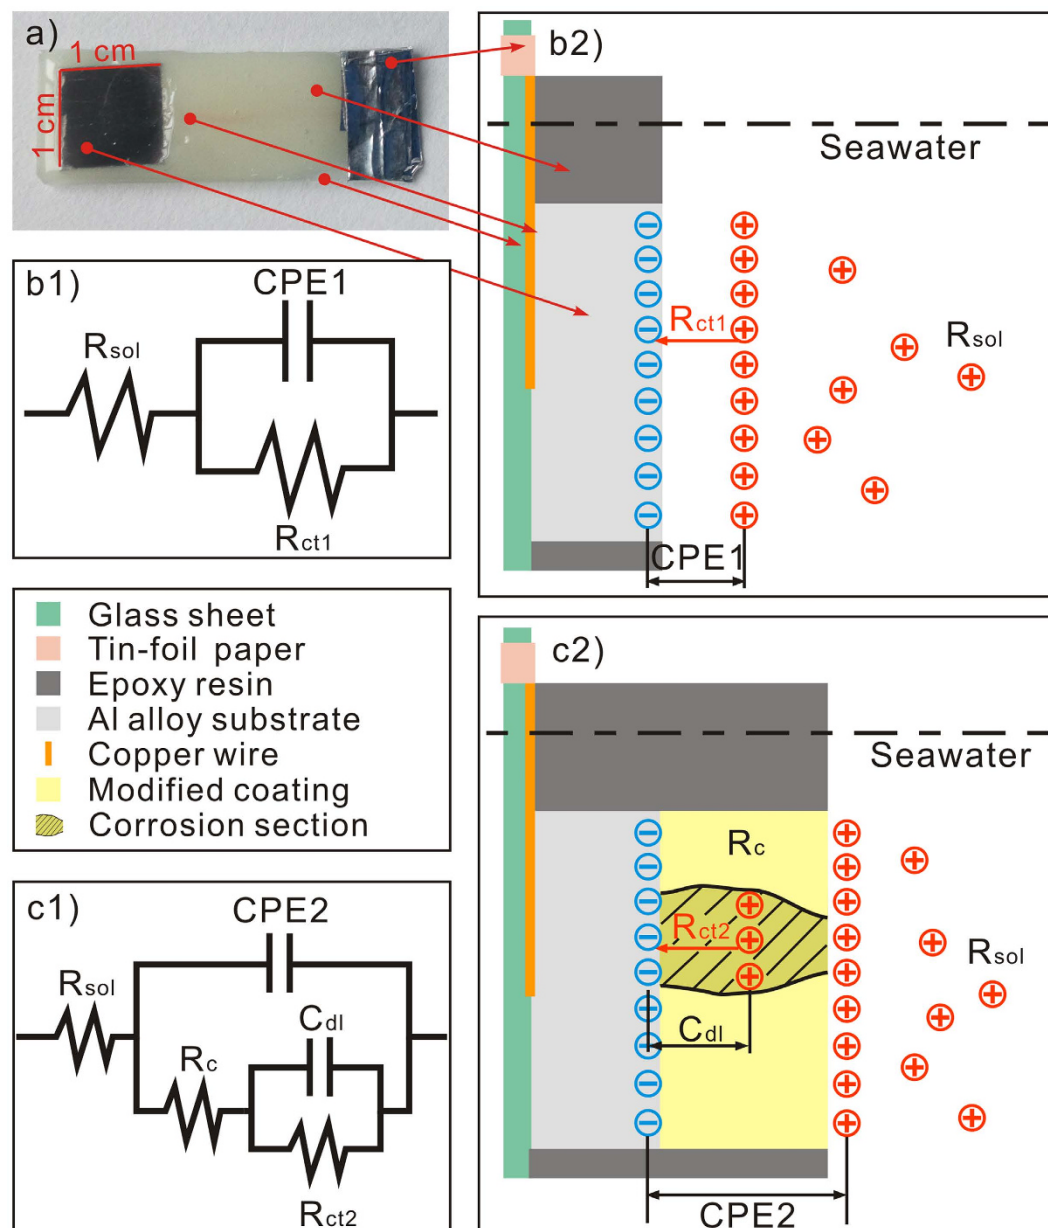 a)
1 cm
1 cm
b1)
CPE1
Rsol
Rct1
Glass sheet
Tin-foil paper
Epoxy resin
Al alloy substrate
Copper wire
Modified coating
Corrosion section
c1)
CPE2
Rsol
Cdl
Rc
Rct2
b2)
Seawater
Rct1
Rsol
CPE1
c2)
Seawater
Rc
Rct2
Rsol
Cdl
CPE2